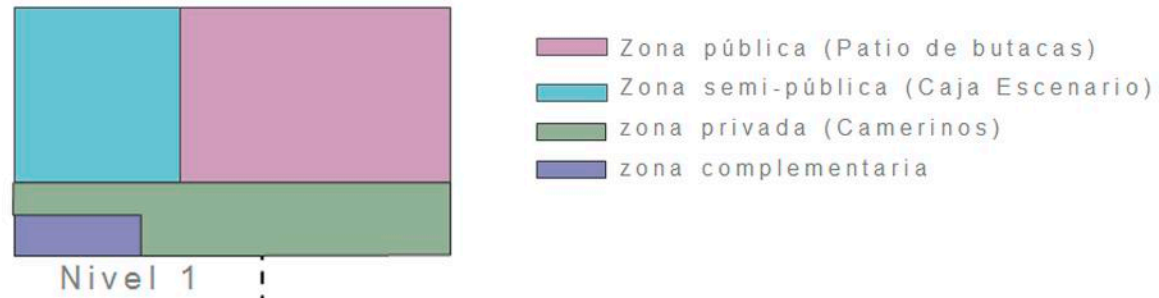 Zona pública (Patio de butacas)
Zona semi-pública (Caja Escenario)
zona privada (Camerinos)
zona complementaria
Nivel 1